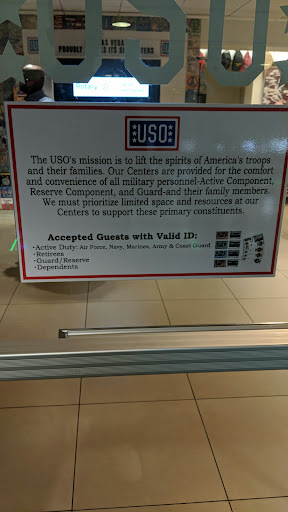 USO
PROUDLY
Rotary
USO
The USO's mission is to lift the spirits of America's troops
and their families. Our Centers are provided for the comfort
and convenience of all military personnel-Active Component,
Reserve Component, and Guard-and their family members.
We must prioritize limited space and resources at our
Centers to support these primary constituents.
Accepted Guests with Valid ID:
·Active Duty: Air Force, Navy, Marines, Army & Coast Guard
·Retirees
·Guard/Reserve
·Dependents